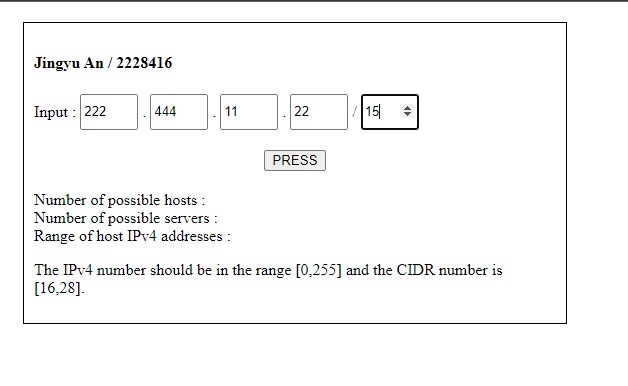 Jingyu An / 2228416
Input : 222 . 444 . 11 . 22 / 15
PRESS
Number of possible hosts :
Number of possible servers :
Range of host IPv4 addresses :
The IPv4 number should be in the range [0,255] and the CIDR number is
[16,28].